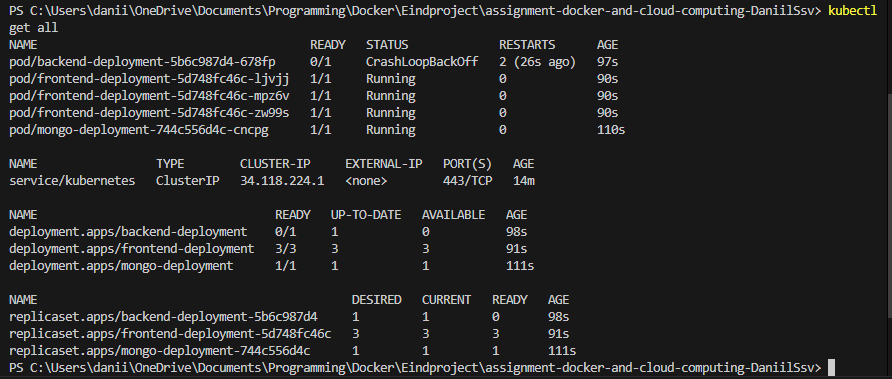 PS C:\Users\danii\OneDrive\Documents\Programming\Docker\Eindproject\assignment-docker-and-cloud-computing-DaniilSsv> kubectl
get all
NAME READY STATUS RESTARTS AGE
pod/backend-deployment-5b6c987d4-678fp 0/1 CrashLoopBackOff 2 (26s ago) 97s
pod/frontend-deployment-5d748fc46c-ljvjj 1/1 Running 0 90s
pod/frontend-deployment-5d748fc46c-mpz6v 1/1 Running 0 90s
pod/frontend-deployment-5d748fc46c-zw99s 1/1 Running 0 90s
pod/mongo-deployment-744c556d4c-cncpg 1/1 Running 0 110s
NAME TYPE CLUSTER-IP EXTERNAL-IP PORT(S) AGE
service/kubernetes ClusterIP 34.118.224.1 <none> 443/TCP 14m
NAME READY UP-TO-DATE AVAILABLE AGE
deployment.apps/backend-deployment 0/1 1 0 98s
deployment.apps/frontend-deployment 3/3 3 3 91s
deployment.apps/mongo-deployment 1/1 1 1 111s
NAME DESIRED CURRENT READY AGE
replicaset.apps/backend-deployment-5b6c987d4 1 1 0 98s
replicaset.apps/frontend-deployment-5d748fc46c 3 3 3 91s
replicaset.apps/mongo-deployment-744c556d4c 1 1 1 111s
PS C:\Users\danii\OneDrive\Documents\Programming\Docker\Eindproject\assignment-docker-and-cloud-computing-DaniilSsv>